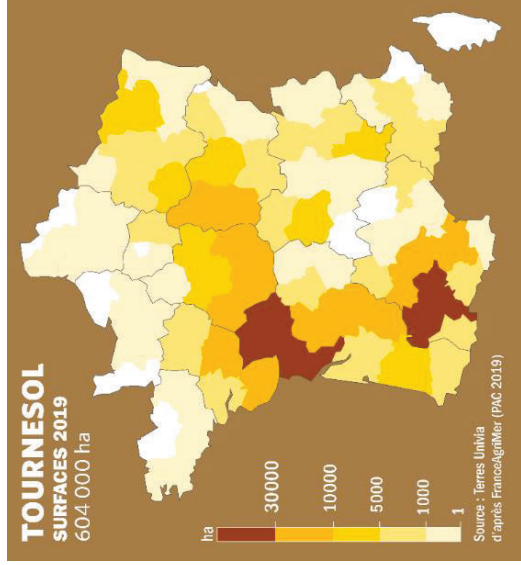 TOURNESOL
SURFACES 2019
604 000 ha
ha
30000
10000
5000
1000
1
Source : Terres Univia
d'après FranceAgriMer (PAC 2019)